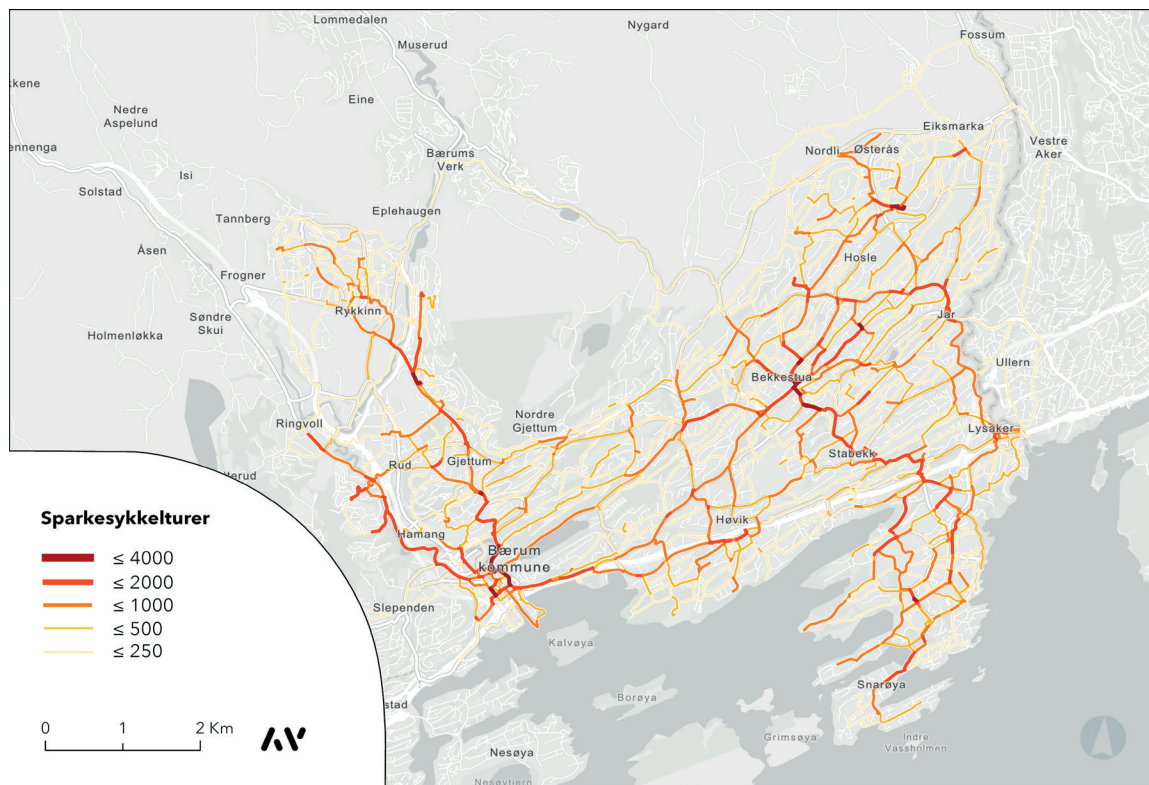 Lommedalen
Muserud
Nygard
Fossum
kkene
Eine
Nedre
Aspelund
Eiksmarka
Vestre
Aker
ennenga
Bærums
Verk
Nordli
Østerås
Isi
Solstad
Tannberg
Eplehaugen
Åsen
Hosle
Frogner
Rykkinn
Søndre
Skui
Jar
Holmenløkka
Ullern
Bekkestua
Nordre
Gjettum
Ringvoll
Lysaker
Stabekk
Rud
Gjettum
terud
Høvik
Hamang
Bærum
kommune
Slependen
Kalvøya
Snarøya
Borøya
stad
Grimsøya
Indre
Vassholmen
Nesøya
Nesøytjern
Sparkesykkelturer
≤ 4000
≤ 2000
≤ 1000
≤ 500
≤ 250
0 1 2 Km